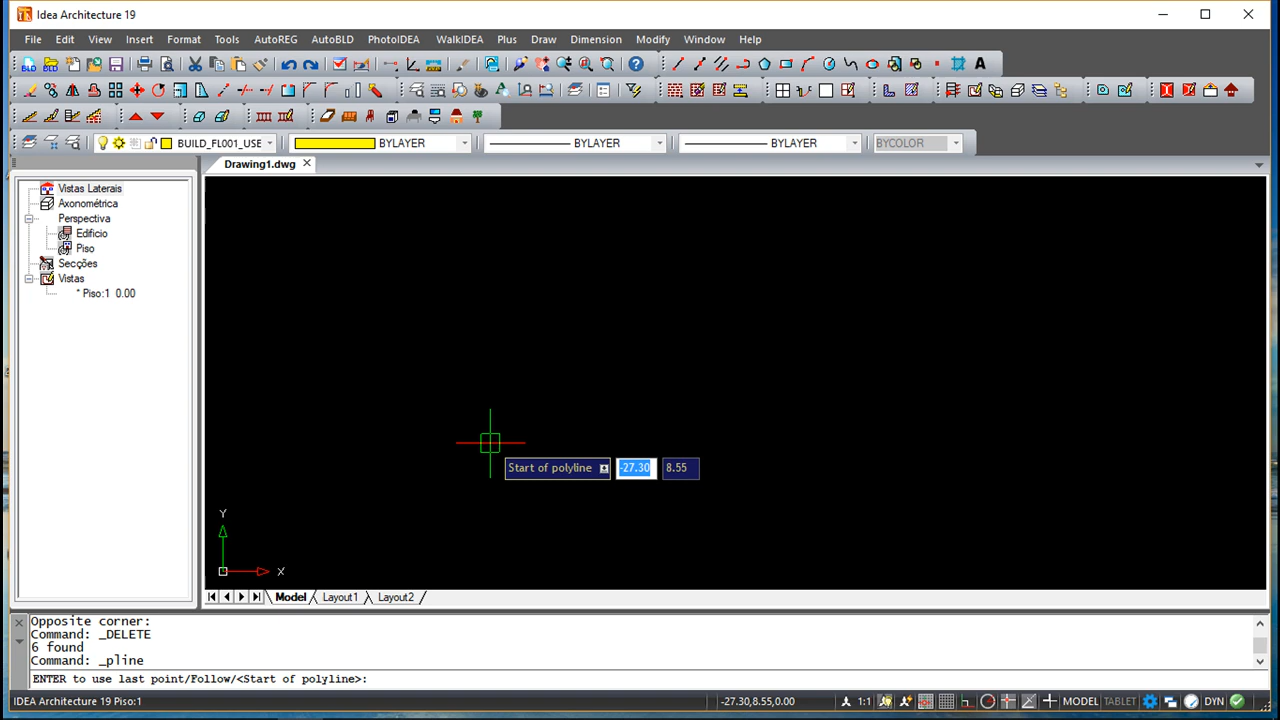 Idea Architecture 19
File Edit View Insert Format Tools AutoREG AutoBLD PhotoIDEA WalkIDEA Plus Draw Dimension Modify Window Help
BLD BLD A
BUILD_FL001_USE BYLAYER BYLAYER BYLAYER BYCOLOR
Drawing1.dwg
Vistas Laterais
Axonométrica
Perspectiva
Edificio
Piso
Secções
Vistas
* Piso:1 0.00
Start of polyline -27.30 8.55
Y
X
Model Layout1 Layout2
Opposite corner:
Command: _DELETE
6 found
Command: _pline
ENTER to use last point/Follow/<Start of polyline>:
IDEA Architecture 19 Piso:1 -27.30,8.55,0.00 1:1 MODEL TABLET DYN